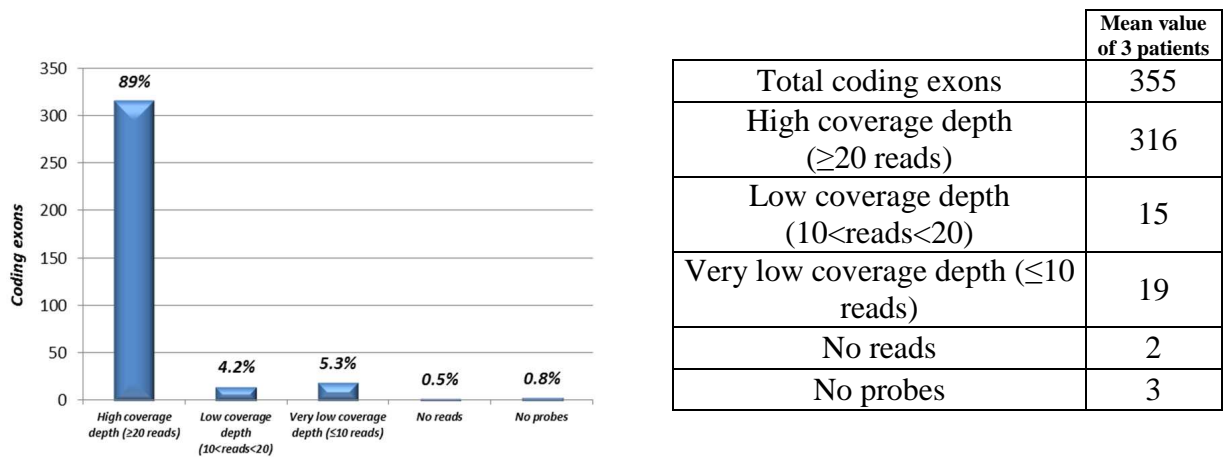 350
300
250
200
150
100
50
0
Coding exons
89%
4.2%
5.3%
0.5%
0.8%
High coverage
depth (≥20 reads)
Low coverage
depth
(10<reads<20)
Very low coverage
depth (≤10 reads)
No reads
No probes
Mean value
of 3 patients
Total coding exons 355
High coverage depth
(≥20 reads) 316
Low coverage depth
(10<reads<20) 15
Very low coverage depth (≤10
reads) 19
No reads 2
No probes 3